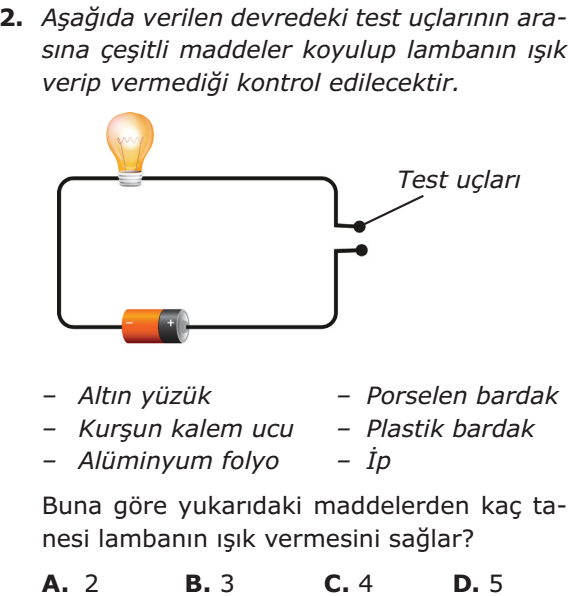 2. Aşağıda verilen devredeki test uçlarının ara-
sına çeşitli maddeler koyulup lambanın ışık
verip vermediği kontrol edilecektir.
Test uçları
– +
– Altın yüzük – Porselen bardak
– Kurşun kalem ucu – Plastik bardak
– Alüminyum folyo – İp
Buna göre yukarıdaki maddelerden kaç ta-
nesi lambanın ışık vermesini sağlar?
A. 2 B. 3 C. 4 D. 5